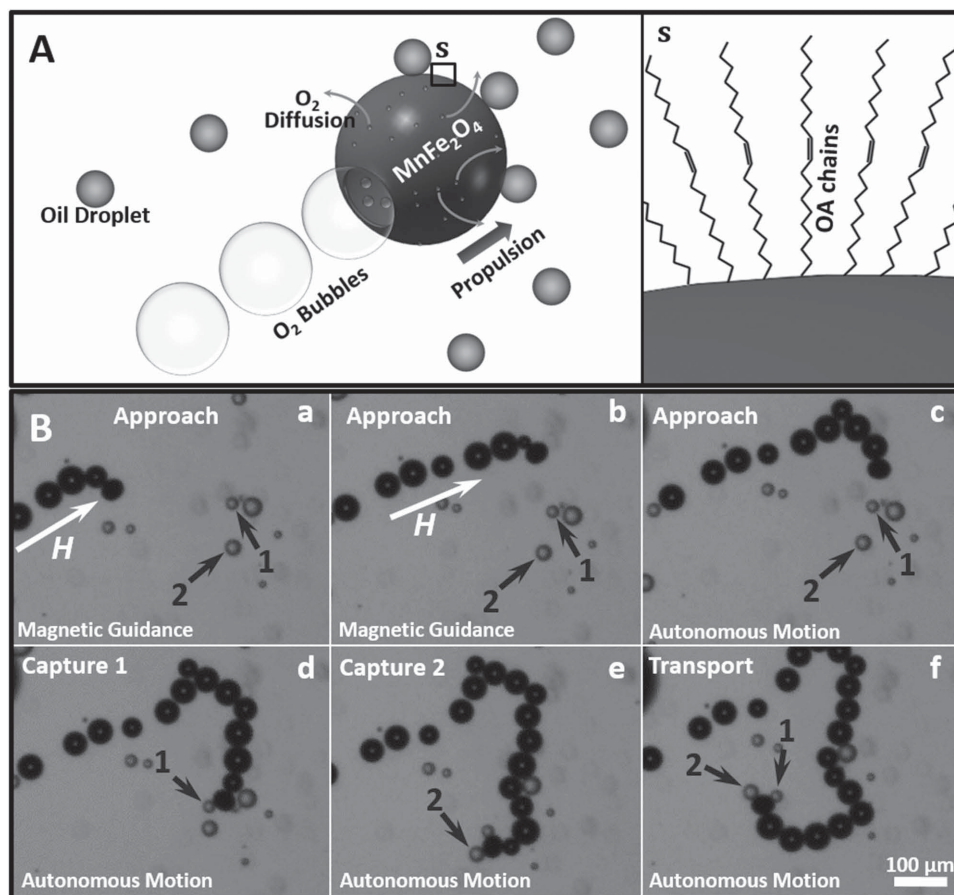 A
S
O₂
Diffusion
MnFe₂O₄
Oil Droplet
O₂ Bubbles
Propulsion
S
OA chains
B
Approach
a
H
1
2
Magnetic Guidance
Approach
b
H
1
2
Magnetic Guidance
Approach
c
1
2
Autonomous Motion
Capture 1
d
1
Autonomous Motion
Capture 2
e
2
Autonomous Motion
Transport
f
1
2
Autonomous Motion
100 µm